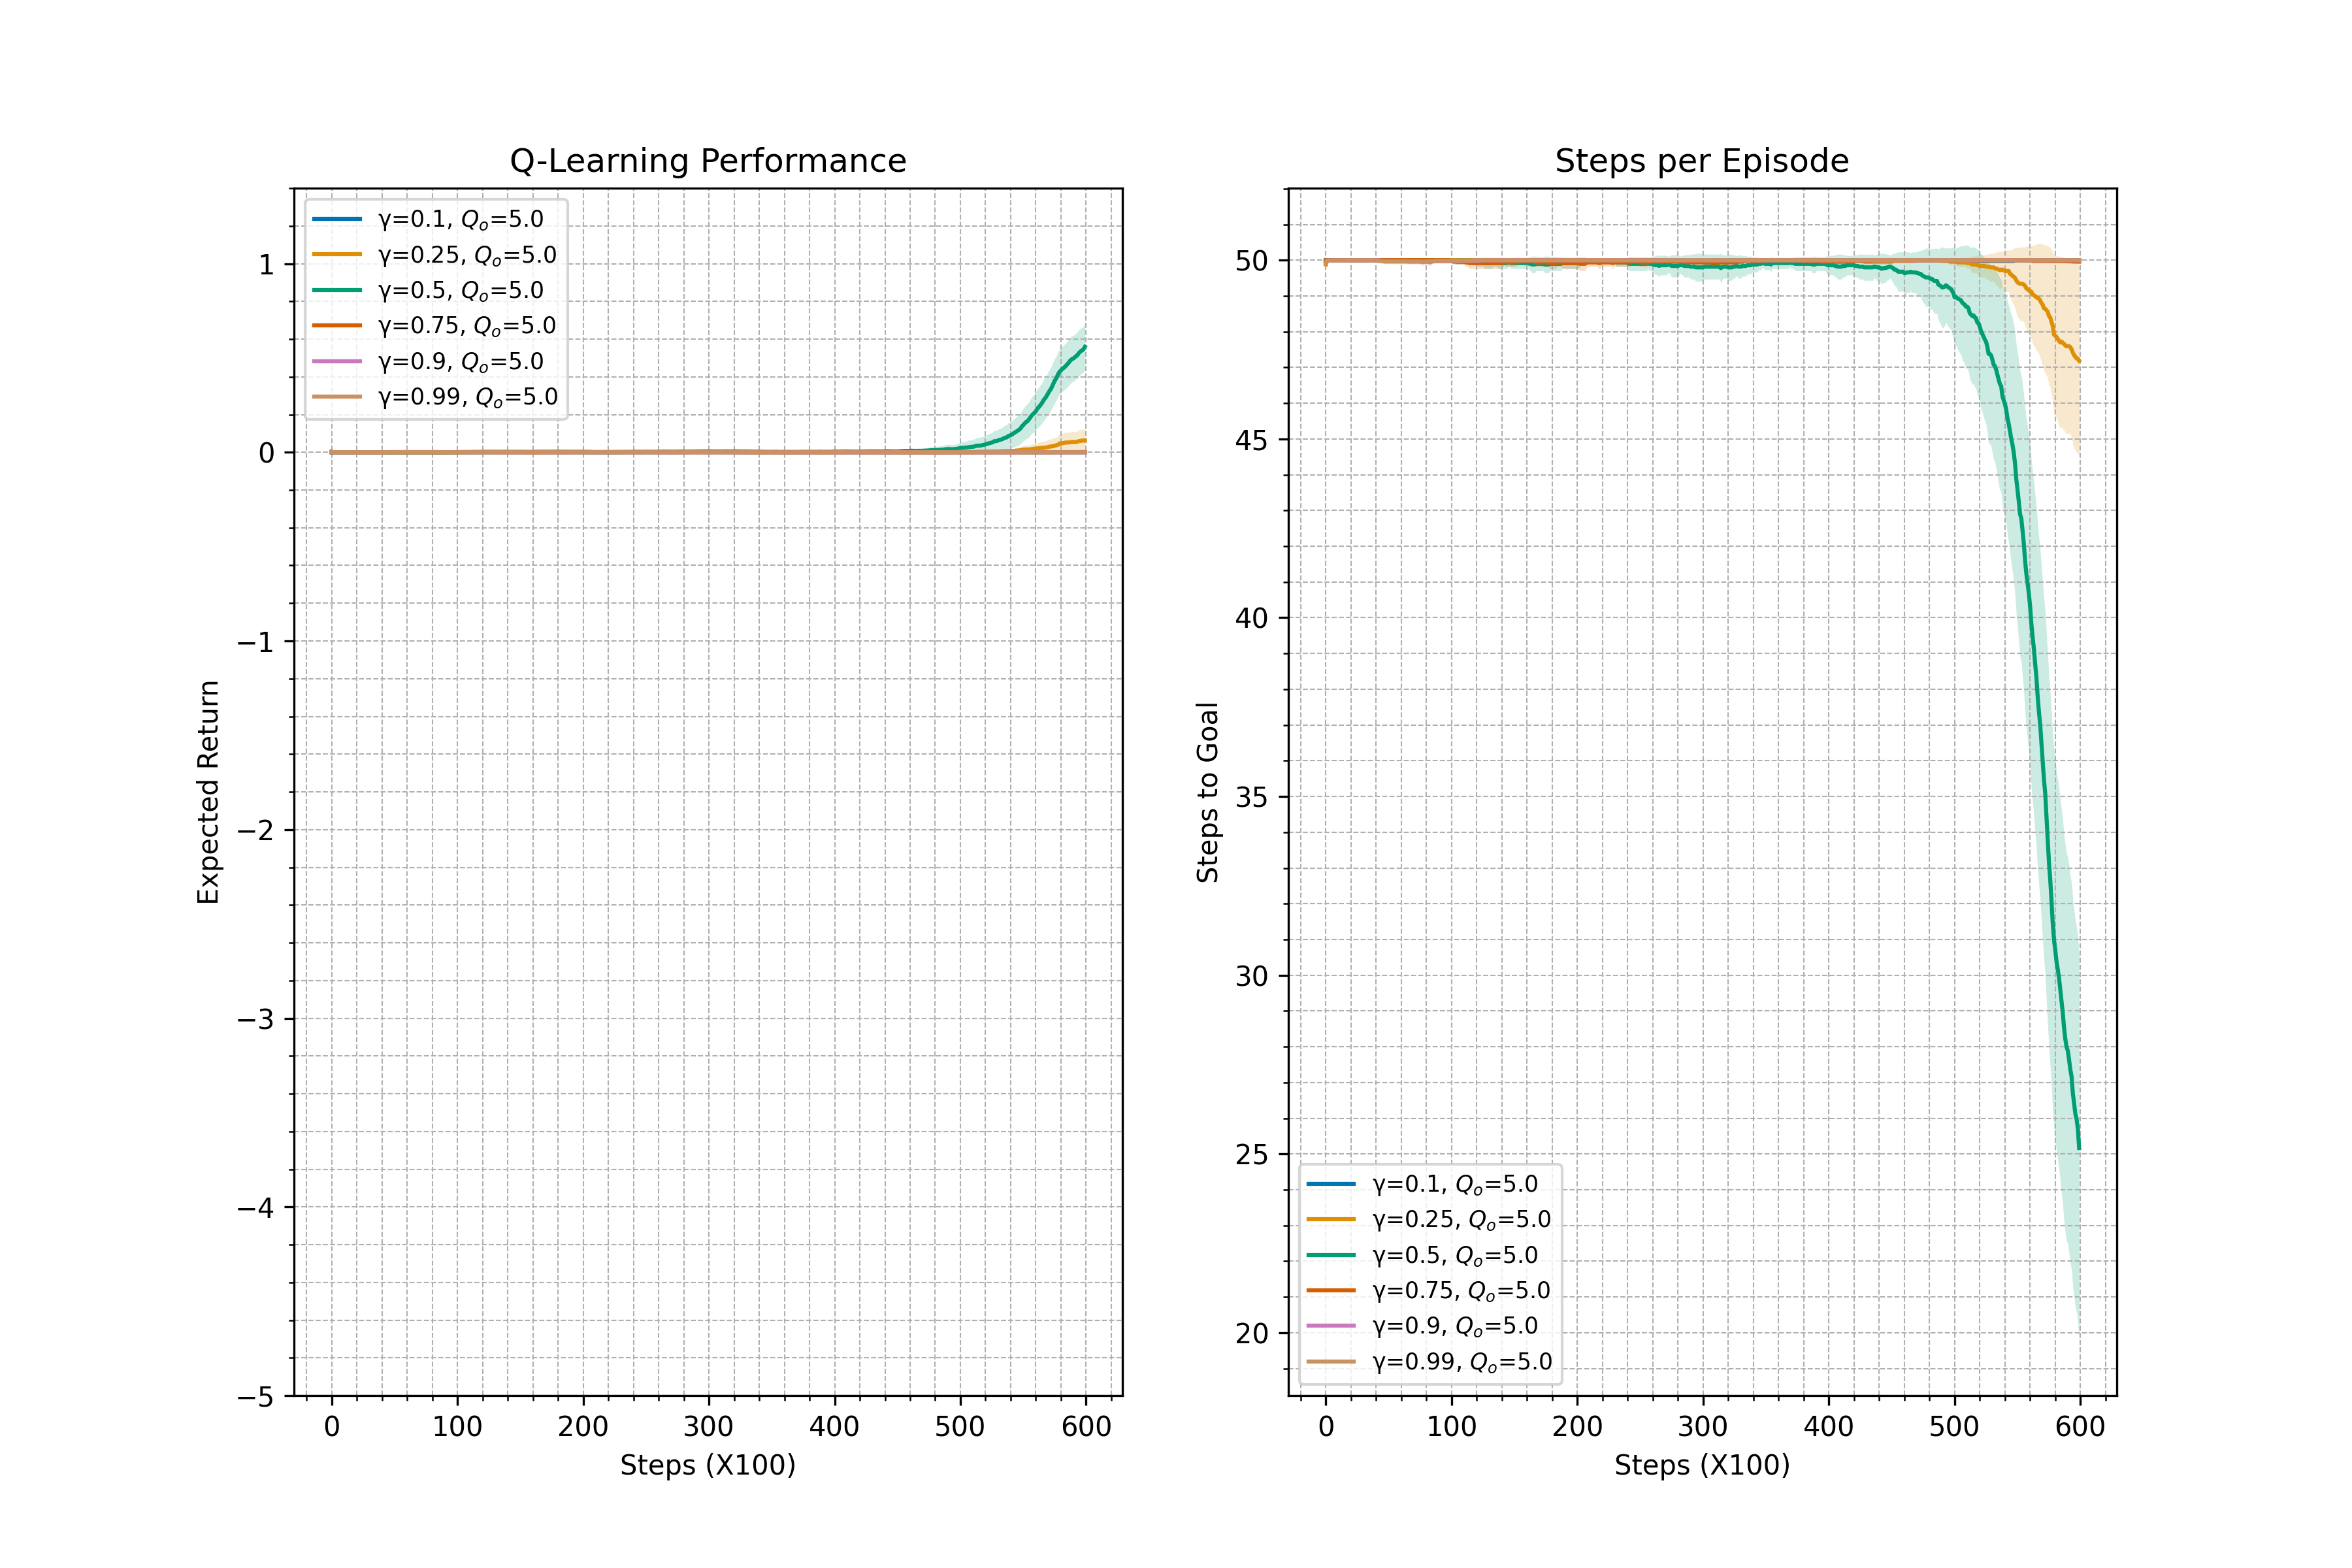 Q-Learning Performance
γ=0.1, Qo=5.0
γ=0.25, Qo=5.0
γ=0.5, Qo=5.0
γ=0.75, Qo=5.0
γ=0.9, Qo=5.0
γ=0.99, Qo=5.0
1
0
−1
−2
−3
−4
−5
Expected Return
0 100 200 300 400 500 600
Steps (X100)
Steps per Episode
50
45
40
35
30
25
20
Steps to Goal
γ=0.1, Qo=5.0
γ=0.25, Qo=5.0
γ=0.5, Qo=5.0
γ=0.75, Qo=5.0
γ=0.9, Qo=5.0
γ=0.99, Qo=5.0
0 100 200 300 400 500 600
Steps (X100)